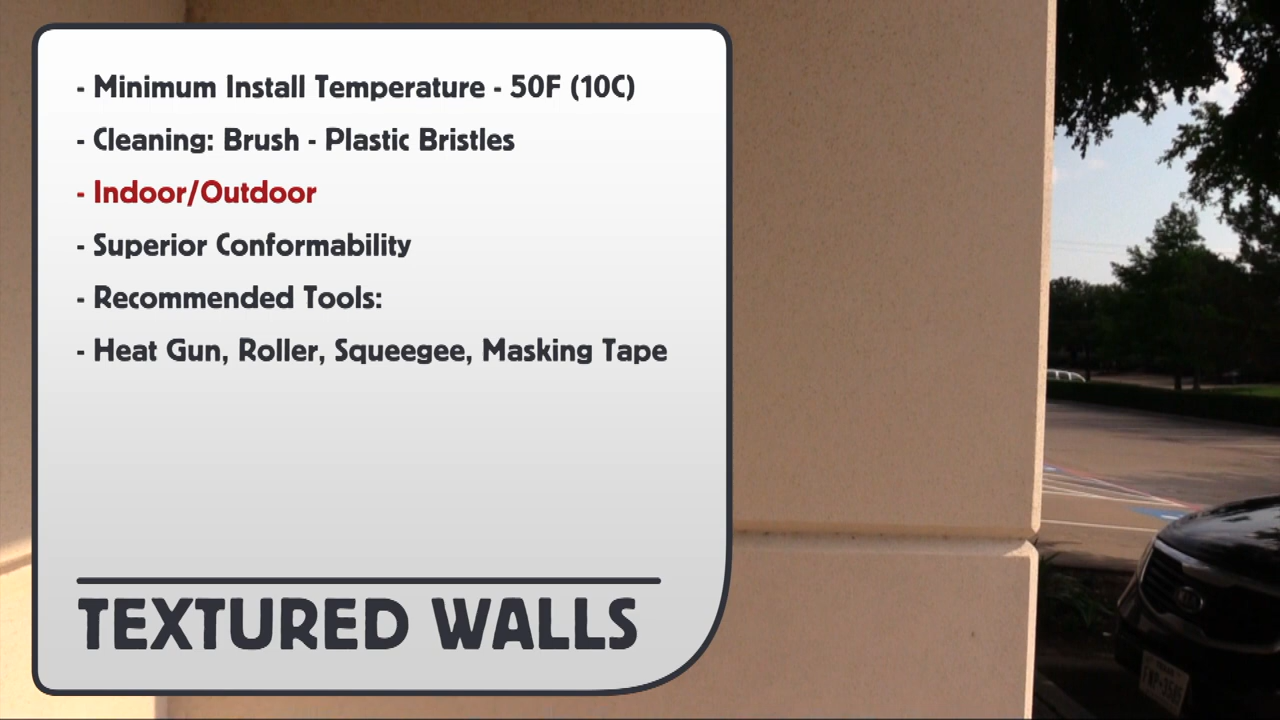 - Minimum Install Temperature - 50F (10C)
- Cleaning: Brush - Plastic Bristles
- Indoor/Outdoor
- Superior Conformability
- Recommended Tools:
- Heat Gun, Roller, Squeegee, Masking Tape
TEXTURED WALLS